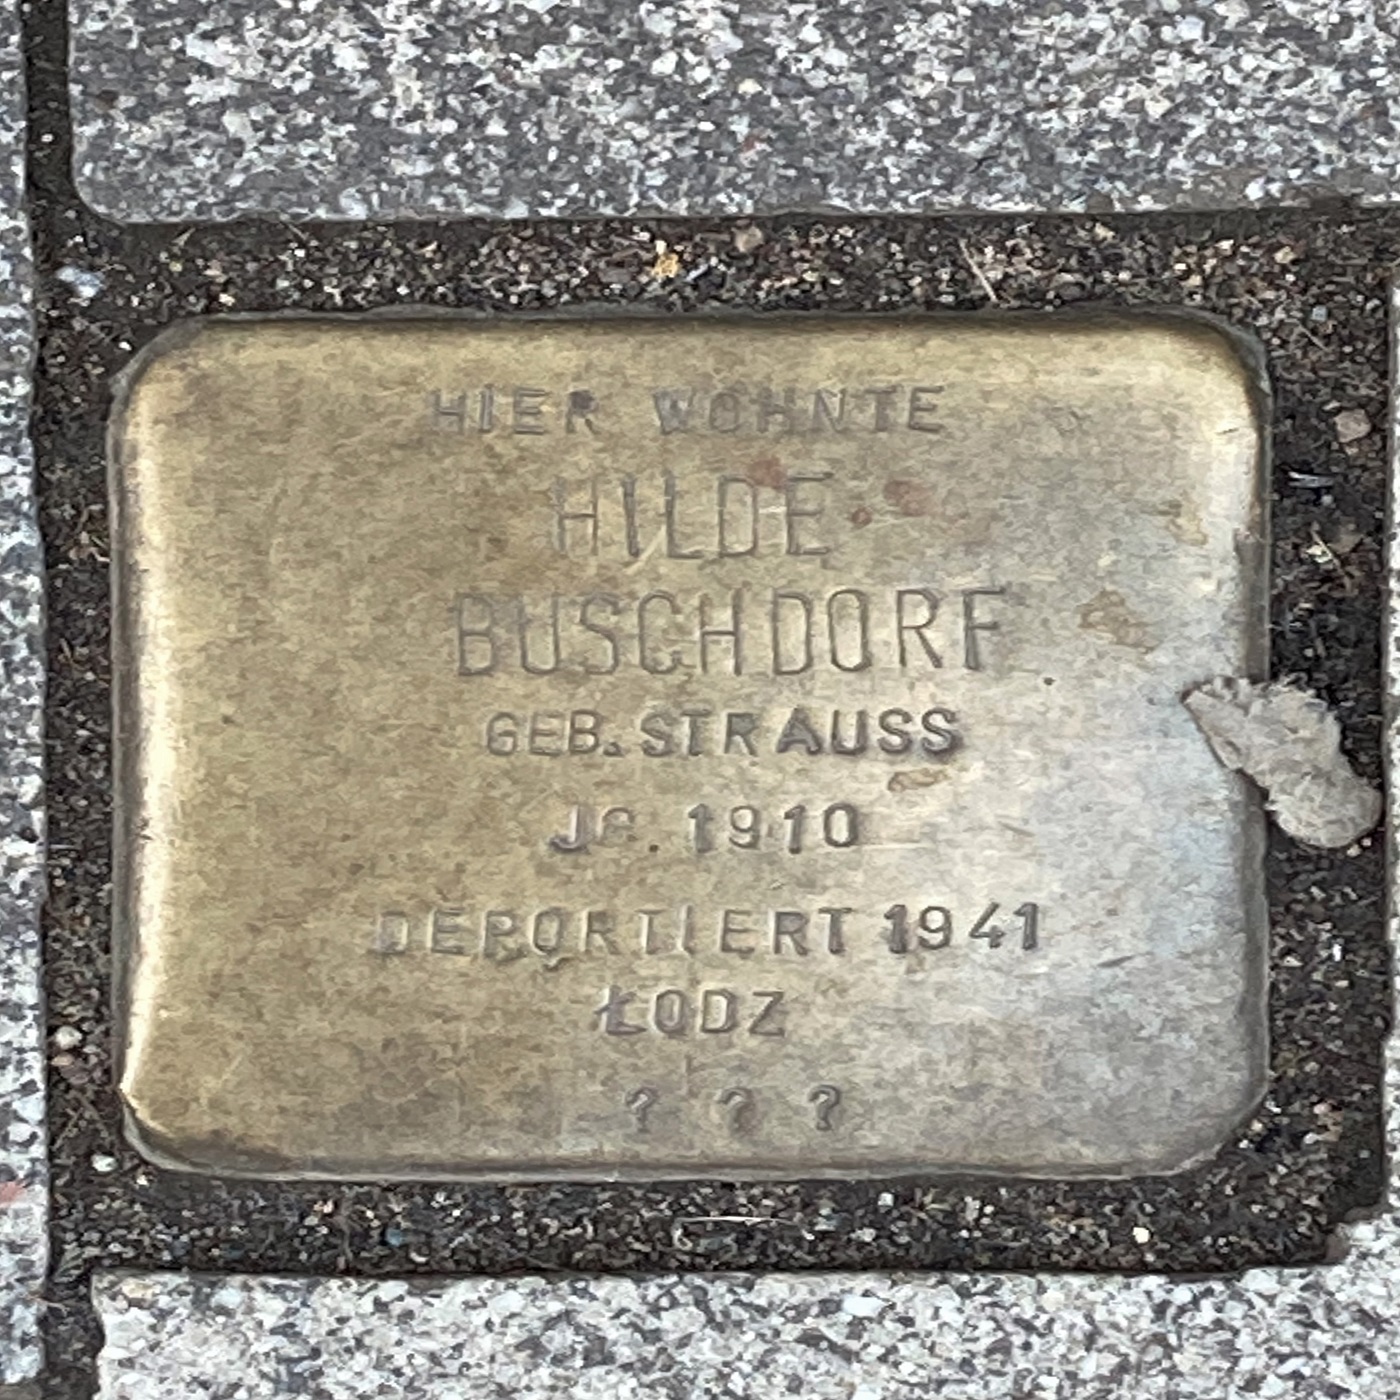 HIER WOHNTE
HILDE
BUSCHDORF
GEB. STRAUSS
JG. 1910
DEPORTIERT 1941
ŁODZ
? ? ?